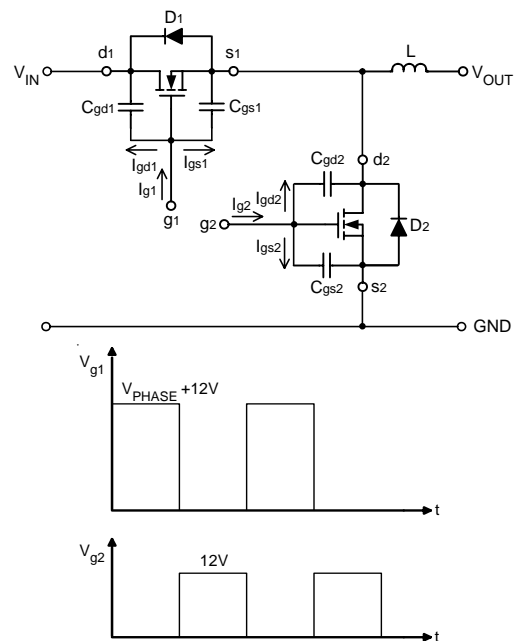 D1
d1
s1
L
VIN
VOUT
Cgd1
Cgs1
Igd1
Igs1
Ig1
g1
Cgd2
d2
Igd2
Ig2
g2
D2
Igs2
Cgs2
s2
GND
Vg1
VPHASE +12V
t
Vg2
12V
t